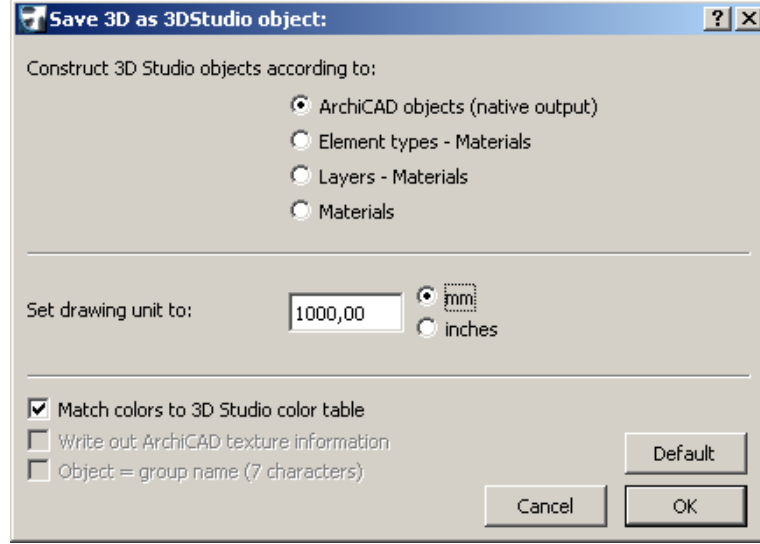 Save 3D as 3DStudio object:
Construct 3D Studio objects according to:
ArchiCAD objects (native output)
Element types - Materials
Layers - Materials
Materials
Set drawing unit to:
1000,00
mm
inches
Match colors to 3D Studio color table
Write out ArchiCAD texture information
Object = group name (7 characters)
Default
Cancel
OK